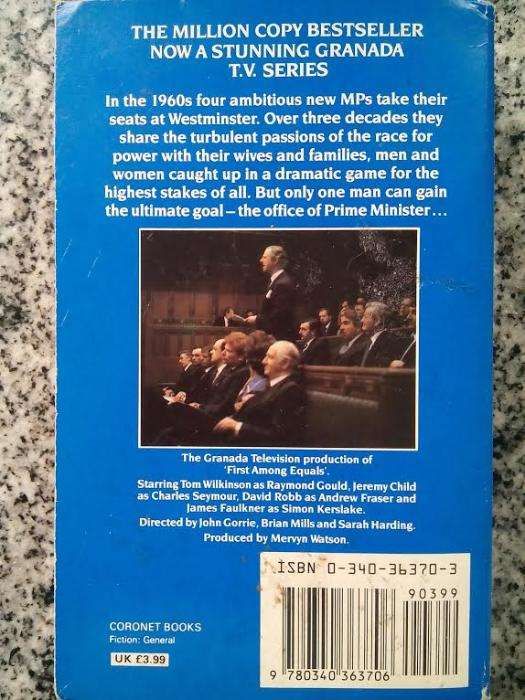 THE MILLION COPY BESTSELLER
NOW A STUNNING GRANADA
T.V. SERIES
In the 1960s four ambitious new MPs take their
seats at Westminster. Over three decades they
share the turbulent passions of the race for
power with their wives and families, men and
women caught up in a dramatic game for the
highest stakes of all. But only one man can gain
the ultimate goal – the office of Prime Minister...
The Granada Television production of
'First Among Equals'.
Starring Tom Wilkinson as Raymond Gould, Jeremy Child
as Charles Seymour, David Robb as Andrew Fraser and
James Faulkner as Simon Kerslake.
Directed by John Gorrie, Brian Mills and Sarah Harding.
Produced by Mervyn Watson.
ISBN 0-340-36370-3
90399
9 780340 363706
CORONET BOOKS
Fiction: General
UK £3.99